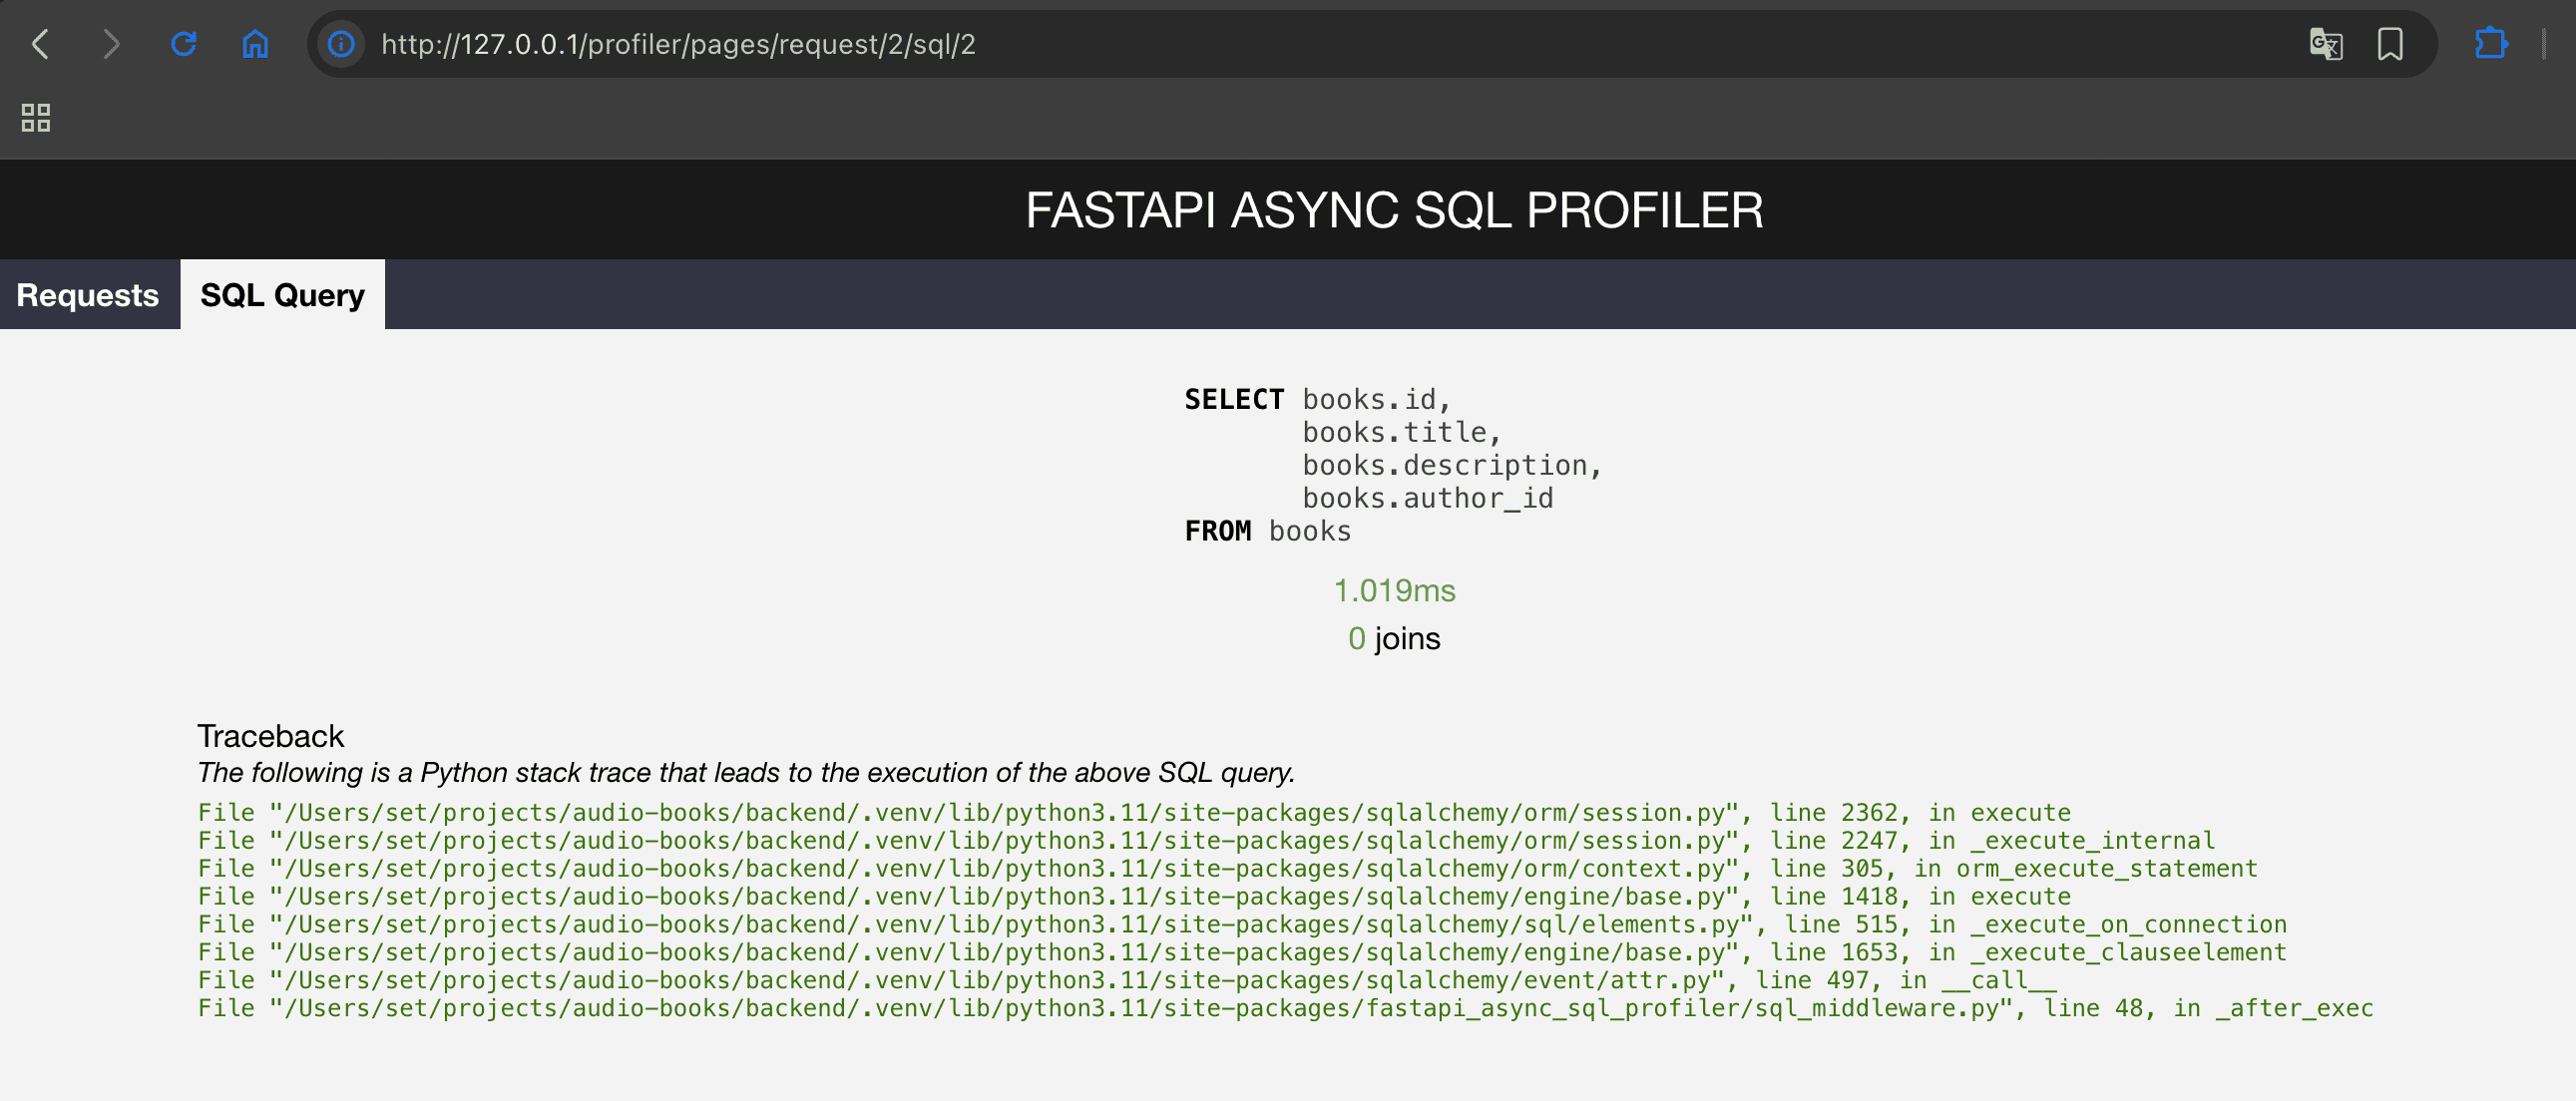 http://127.0.0.1/profiler/pages/request/2/sql/2
FASTAPI ASYNC SQL PROFILER
Requests SQL Query
SELECT books.id,
books.title,
books.description,
books.author_id
FROM books
1.019ms
0 joins
Traceback
The following is a Python stack trace that leads to the execution of the above SQL query.
File "/Users/set/projects/audio-books/backend/.venv/lib/python3.11/site-packages/sqlalchemy/orm/session.py", line 2362, in execute
File "/Users/set/projects/audio-books/backend/.venv/lib/python3.11/site-packages/sqlalchemy/orm/session.py", line 2247, in _execute_internal
File "/Users/set/projects/audio-books/backend/.venv/lib/python3.11/site-packages/sqlalchemy/orm/context.py", line 305, in orm_execute_statement
File "/Users/set/projects/audio-books/backend/.venv/lib/python3.11/site-packages/sqlalchemy/engine/base.py", line 1418, in execute
File "/Users/set/projects/audio-books/backend/.venv/lib/python3.11/site-packages/sqlalchemy/sql/elements.py", line 515, in _execute_on_connection
File "/Users/set/projects/audio-books/backend/.venv/lib/python3.11/site-packages/sqlalchemy/engine/base.py", line 1653, in _execute_clauseelement
File "/Users/set/projects/audio-books/backend/.venv/lib/python3.11/site-packages/sqlalchemy/event/attr.py", line 497, in __call__
File "/Users/set/projects/audio-books/backend/.venv/lib/python3.11/site-packages/fastapi_async_sql_profiler/sql_middleware.py", line 48, in _after_exec